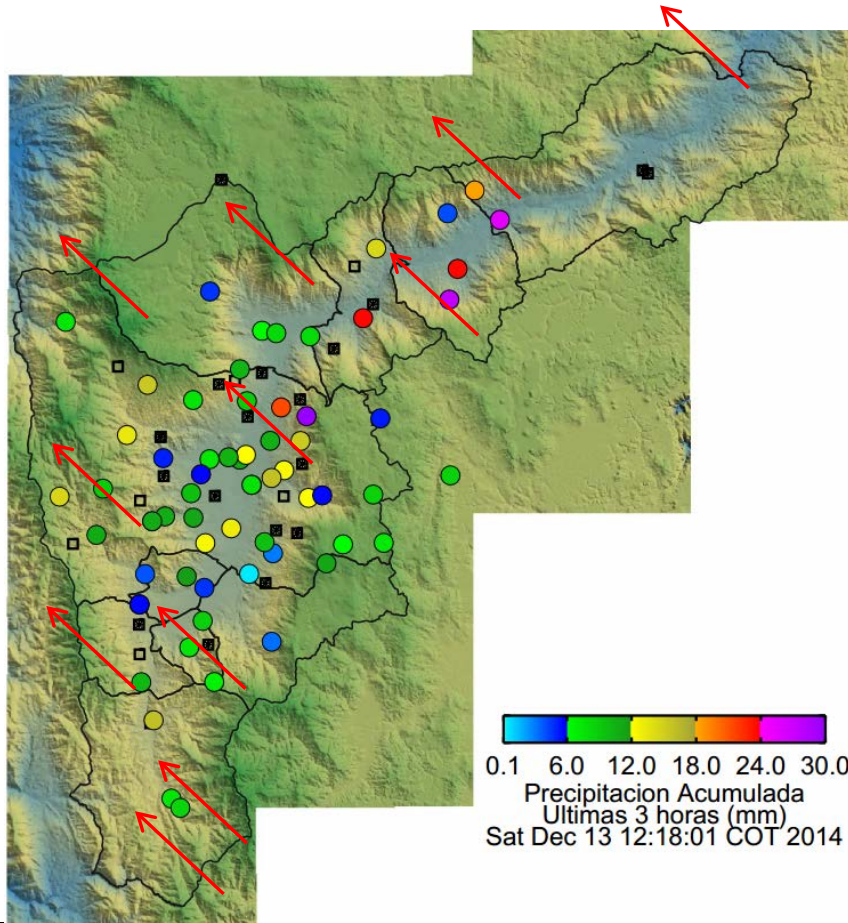 0.1 6.0 12.0 18.0 24.0 30.0
Precipitacion Acumulada
Ultimas 3 horas (mm)
Sat Dec 13 12:18:01 COT 2014